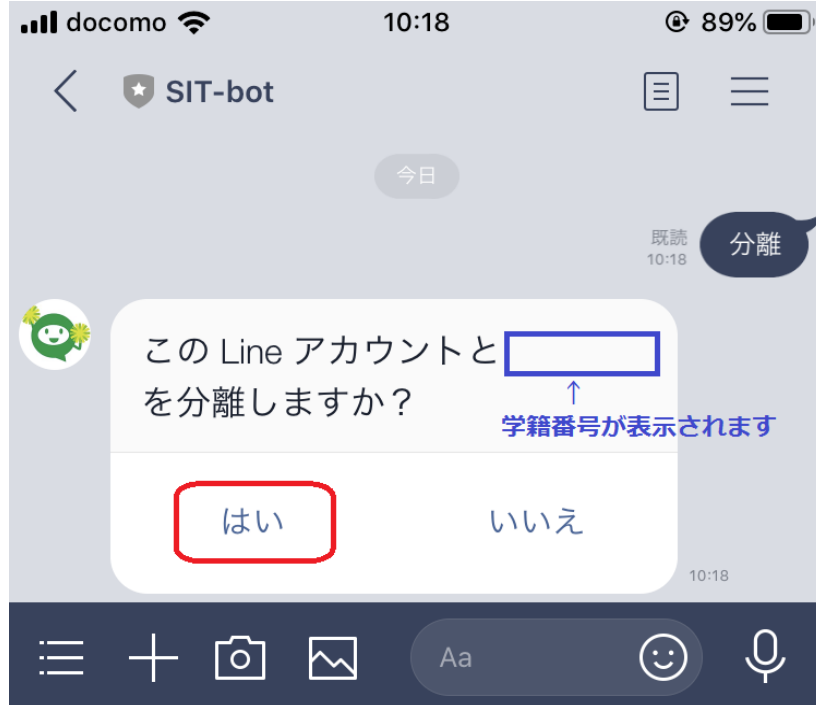 docomo 10:18 89%
SIT-bot
今日
既読
10:18
分離
この Line アカウントと
を分離しますか？
↑
学籍番号が表示されます
はい いいえ
10:18
Aa